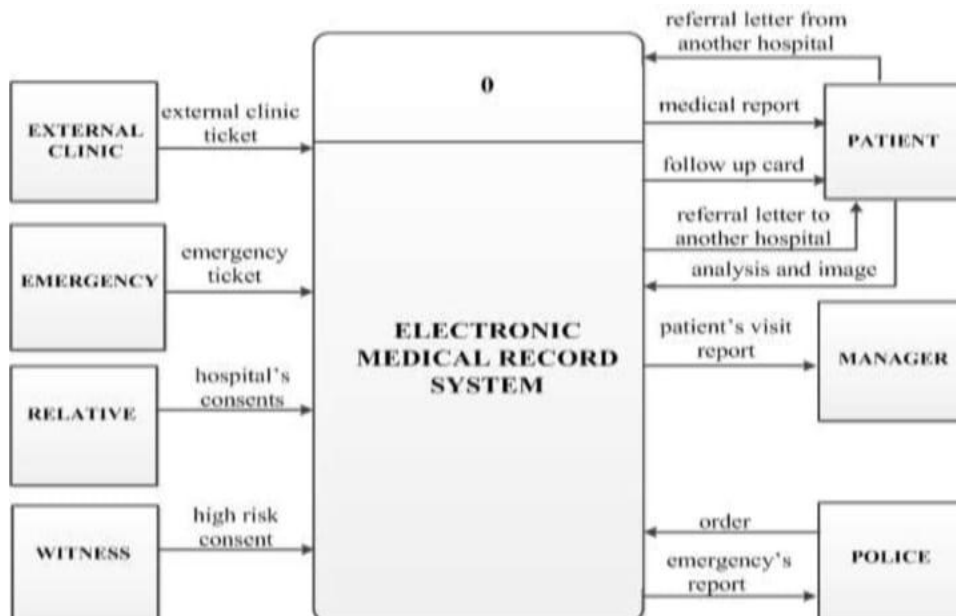 referral letter from
another hospital
0
external clinic
ticket
EXTERNAL
CLINIC
medical report
PATIENT
follow up card
referral letter to
another hospital
emergency
ticket
EMERGENCY
analysis and image
ELECTRONIC
MEDICAL RECORD
SYSTEM
patient's visit
report
MANAGER
hospital's
consents
RELATIVE
high risk
consent
WITNESS
order
emergency's
report
POLICE